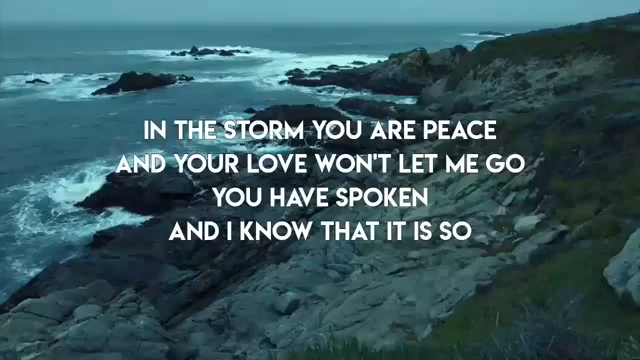 IN THE STORM YOU ARE PEACE
AND YOUR LOVE WON'T LET ME GO
YOU HAVE SPOKEN
AND I KNOW THAT IT IS SO